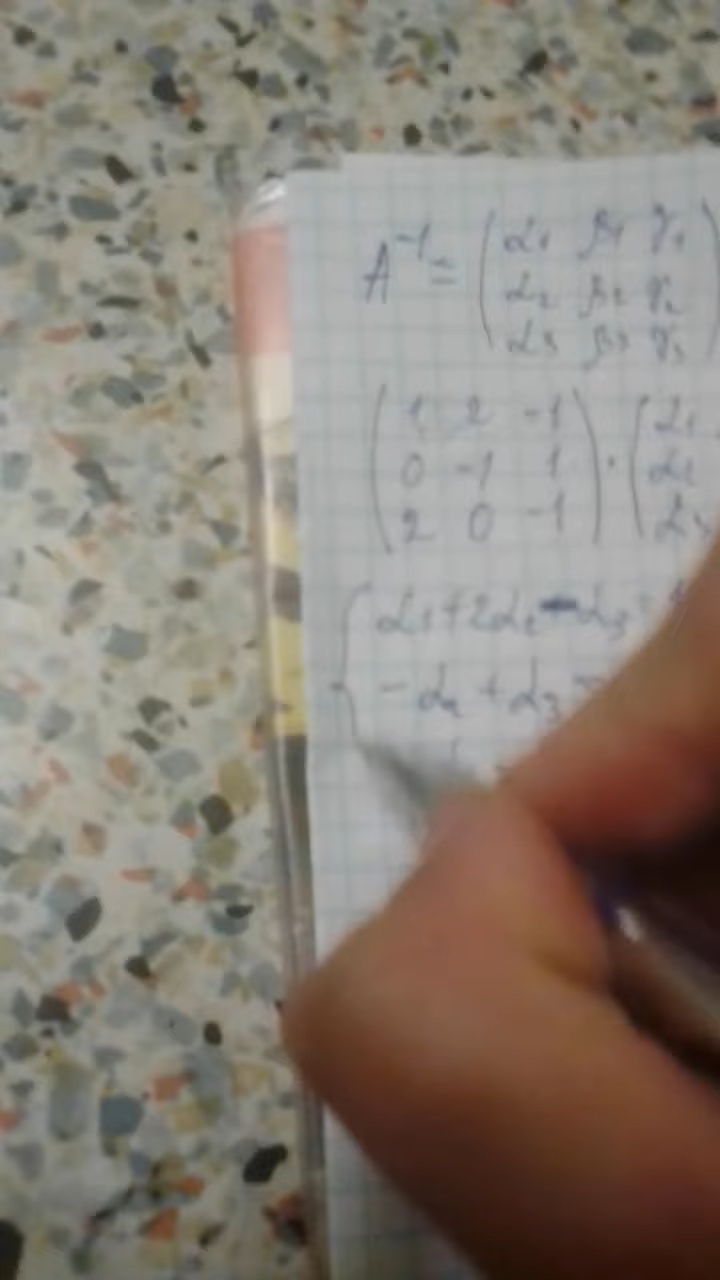 A⁻¹ = ( α₁ β₁ γ₁
α₂ β₂ γ₂
α₃ β₃ γ₃ )
( 1 2 -1
0 -1 1
2 0 -1 ) · ( α₁
α₂
α₃
{ α₁+2α₂-α₃=
-α₂+α₃=